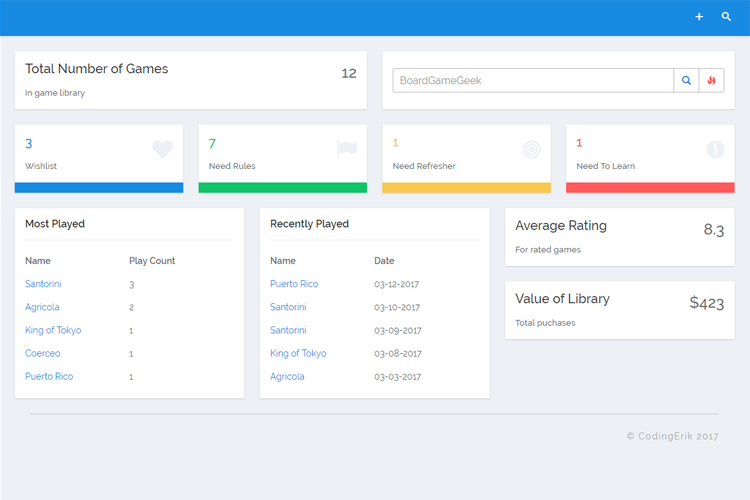 Total Number of Games
12
In game library
BoardGameGeek
3
Wishlist
7
Need Rules
1
Need Refresher
1
Need To Learn
Most Played
Name Play Count
Santorini 3
Agricola 2
King of Tokyo 1
Coerceo 1
Puerto Rico 1
Recently Played
Name Date
Puerto Rico 03-12-2017
Santorini 03-10-2017
Santorini 03-09-2017
King of Tokyo 03-08-2017
Agricola 03-03-2017
Average Rating
8.3
For rated games
Value of Library
$423
Total puchases
© CodingErik 2017